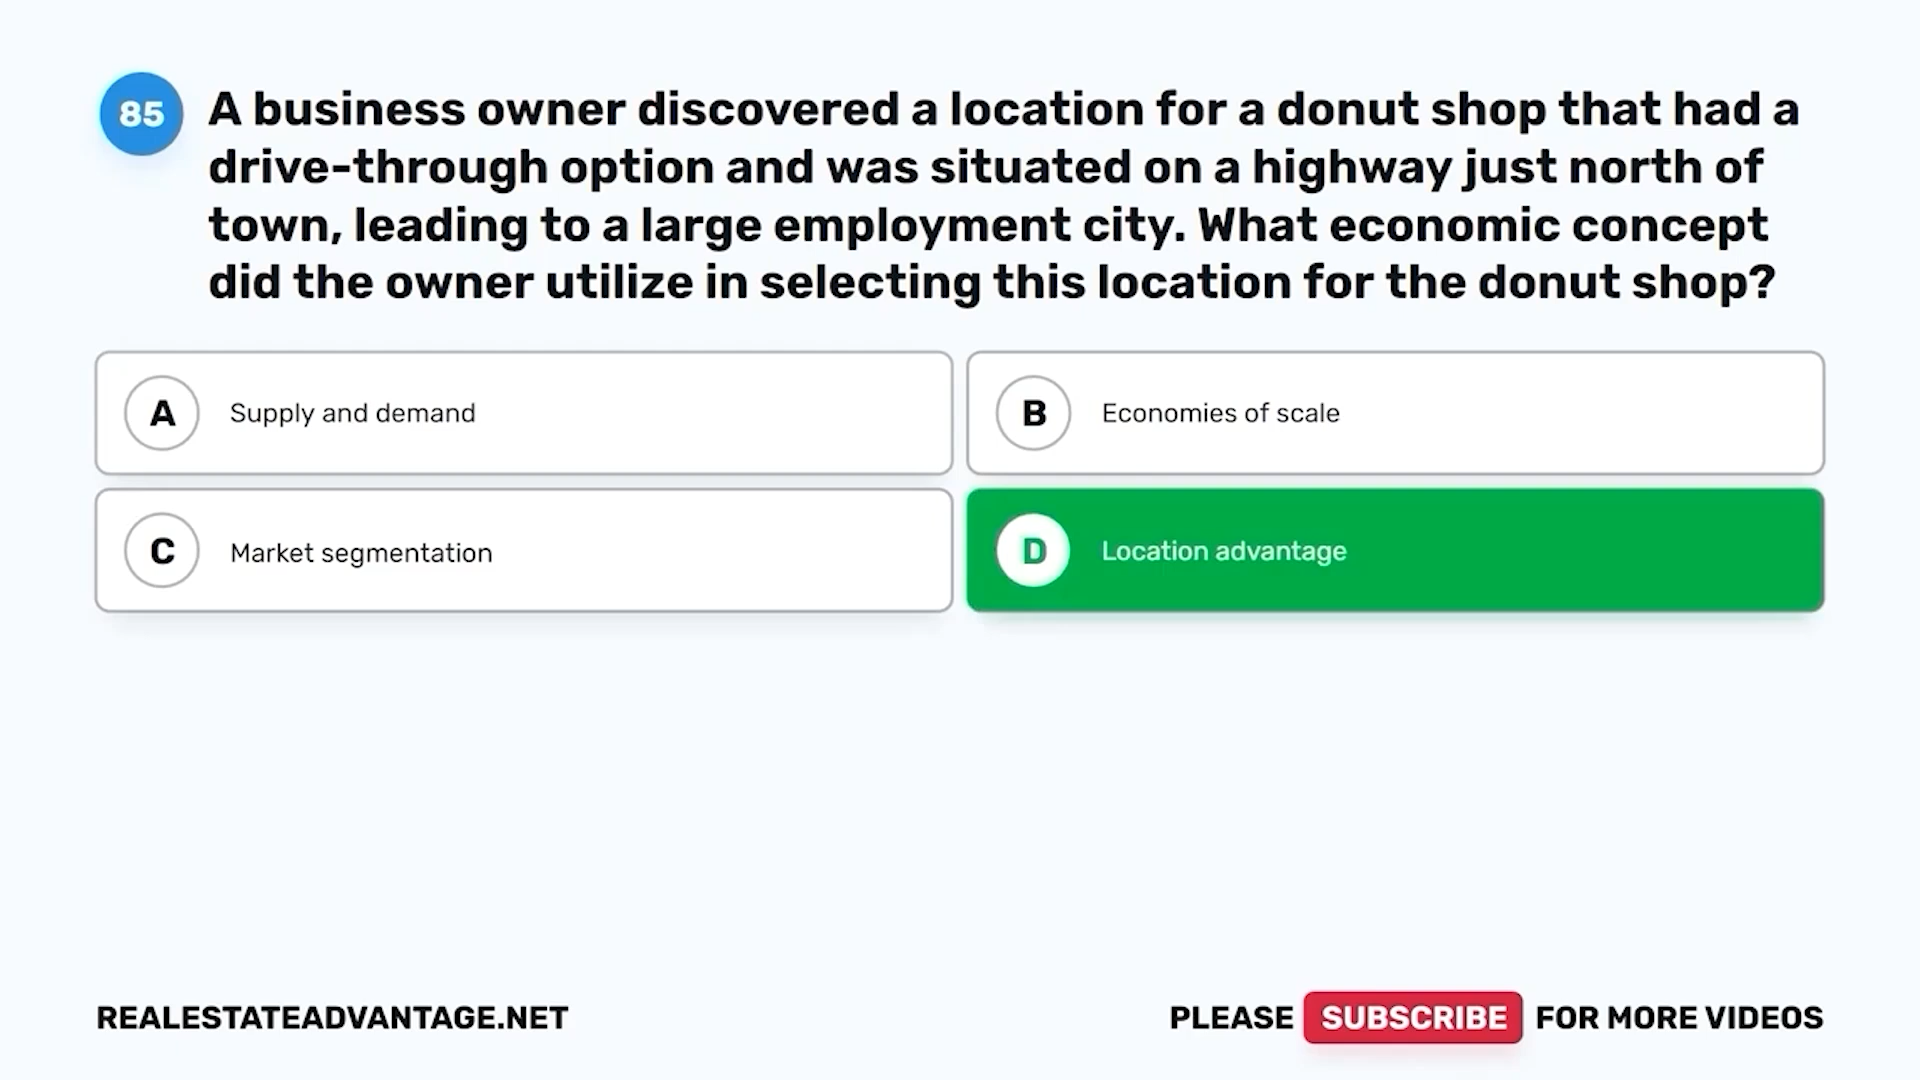 85
A business owner discovered a location for a donut shop that had a
drive-through option and was situated on a highway just north of
town, leading to a large employment city. What economic concept
did the owner utilize in selecting this location for the donut shop?
A Supply and demand
B Economies of scale
C Market segmentation
D Location advantage
REALESTATEADVANTAGE.NET
PLEASE SUBSCRIBE FOR MORE VIDEOS